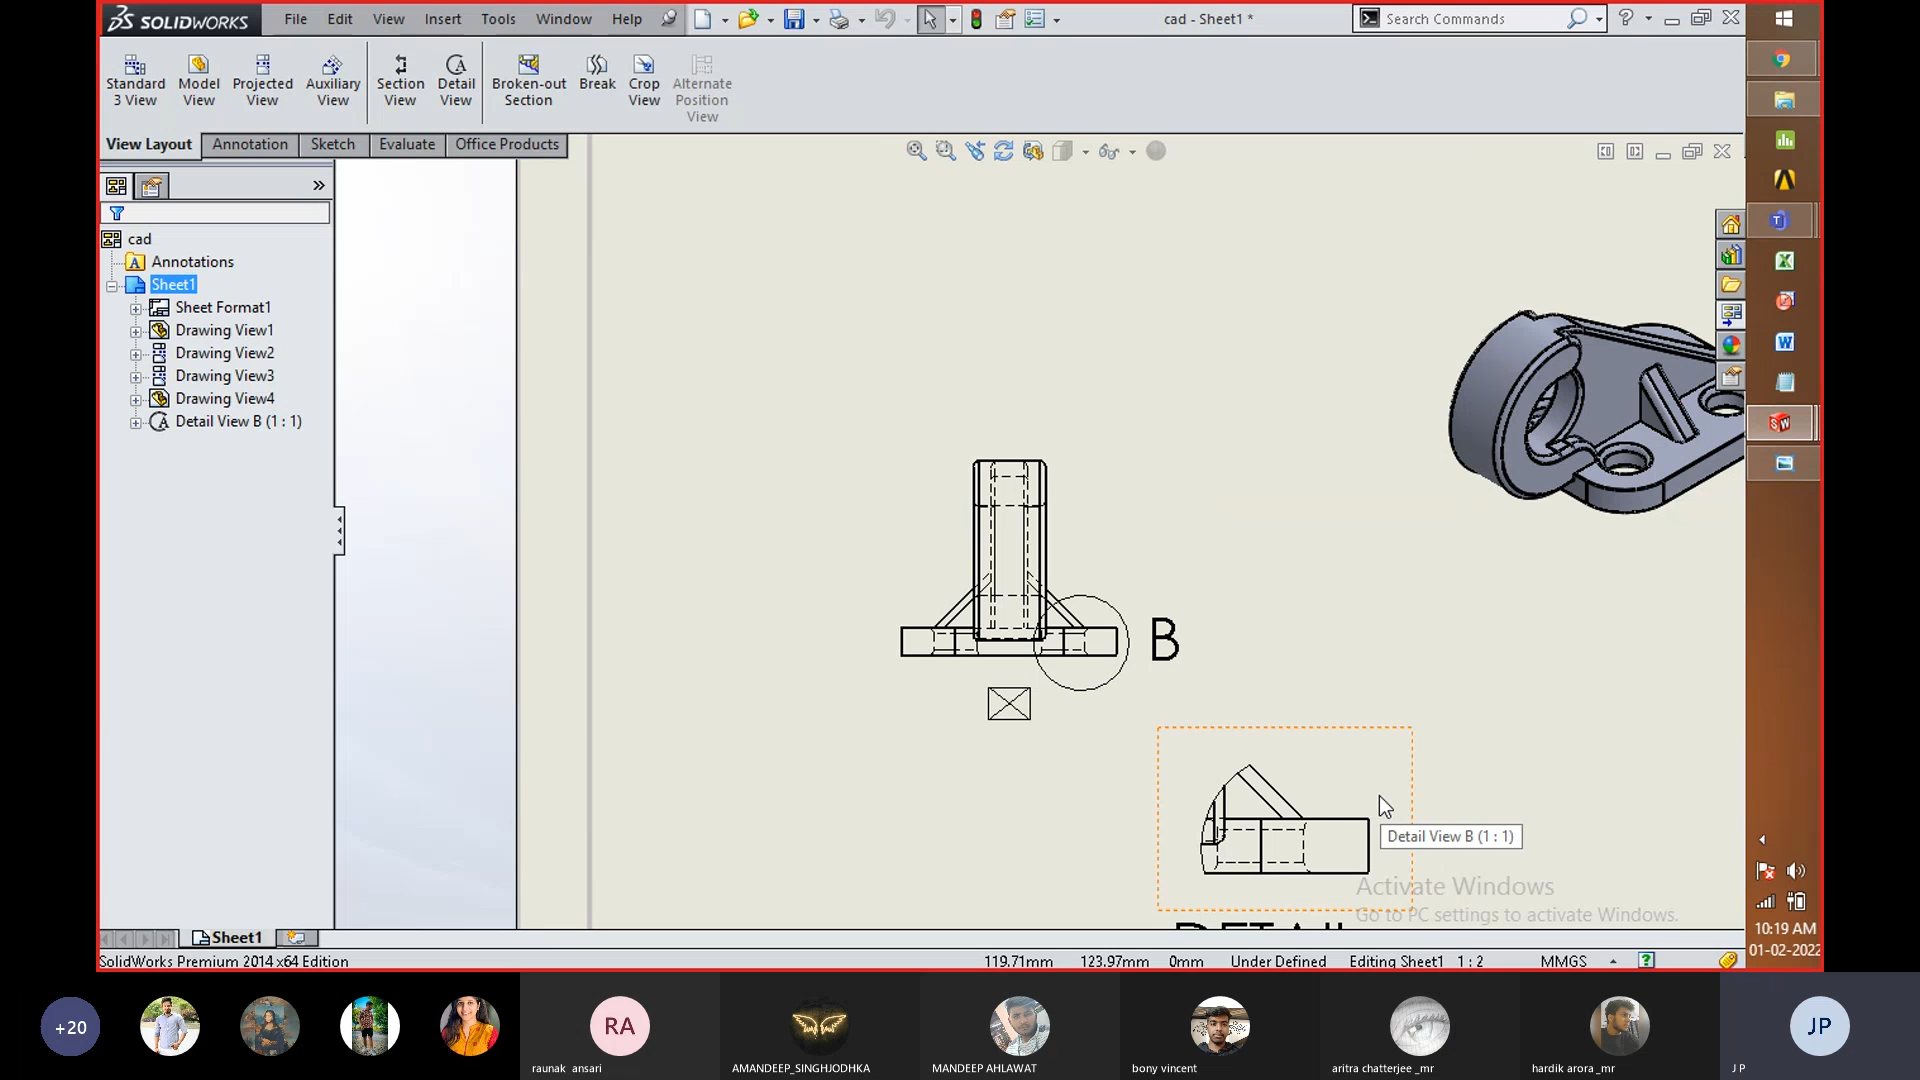 SOLIDWORKS File Edit View Insert Tools Window Help cad - Sheet1 * Search Commands
Standard 3 View
Model View
Projected View
Auxiliary View
Section View
Detail View
Broken-out Section
Break
Crop View
Alternate Position View
View Layout Annotation Sketch Evaluate Office Products
cad
Annotations
Sheet1
Sheet Format1
Drawing View1
Drawing View2
Drawing View3
Drawing View4
Detail View B (1 : 1)
B
Detail View B (1 : 1)
Activate Windows
Go to PC settings to activate Windows.
DETAIL
Sheet1
SolidWorks Premium 2014 x64 Edition 119.71mm 123.97mm 0mm Under Defined Editing Sheet1 1 : 2 MMGS
10:19 AM
01-02-2022
+20
RA
JP
raunak ansari
AMANDEEP_SINGHJODHKA
MANDEEP AHLAWAT
bony vincent
aritra chatterjee _mr
hardik arora _mr
J P